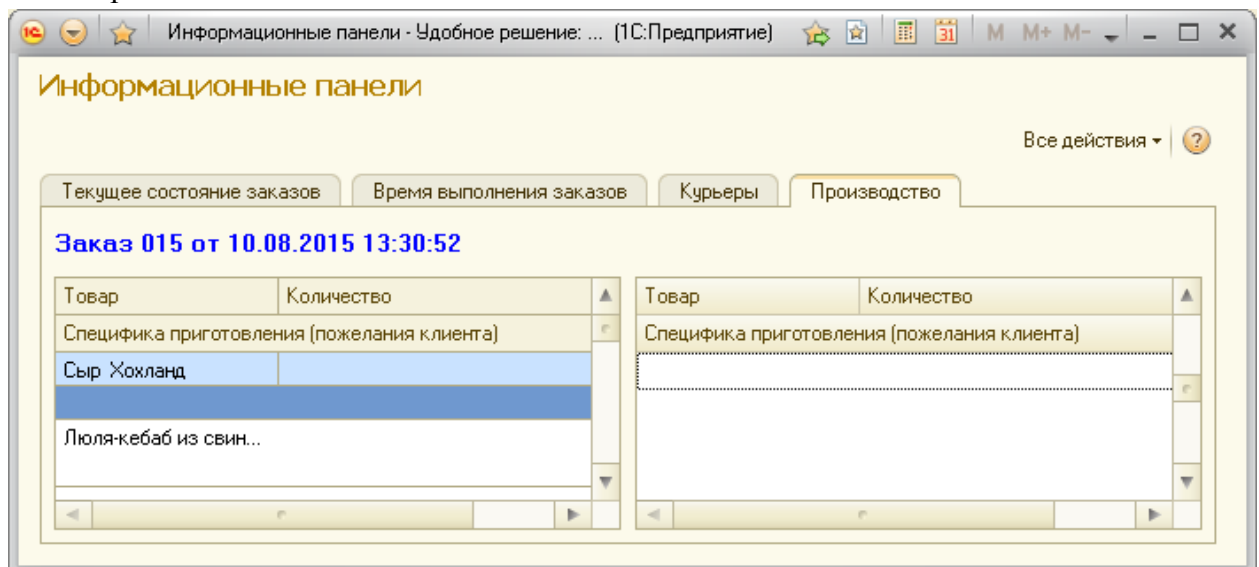 Информационные панели - Удобное решение: ... (1С:Предприятие) 31 M M+ M-
Информационные панели
Все действия ?
Текущее состояние заказов Время выполнения заказов Курьеры Производство
Заказ 015 от 10.08.2015 13:30:52
Товар Количество Товар Количество
Специфика приготовления (пожелания клиента) Специфика приготовления (пожелания клиента)
Сыр Хохланд
Люля-кебаб из свин...